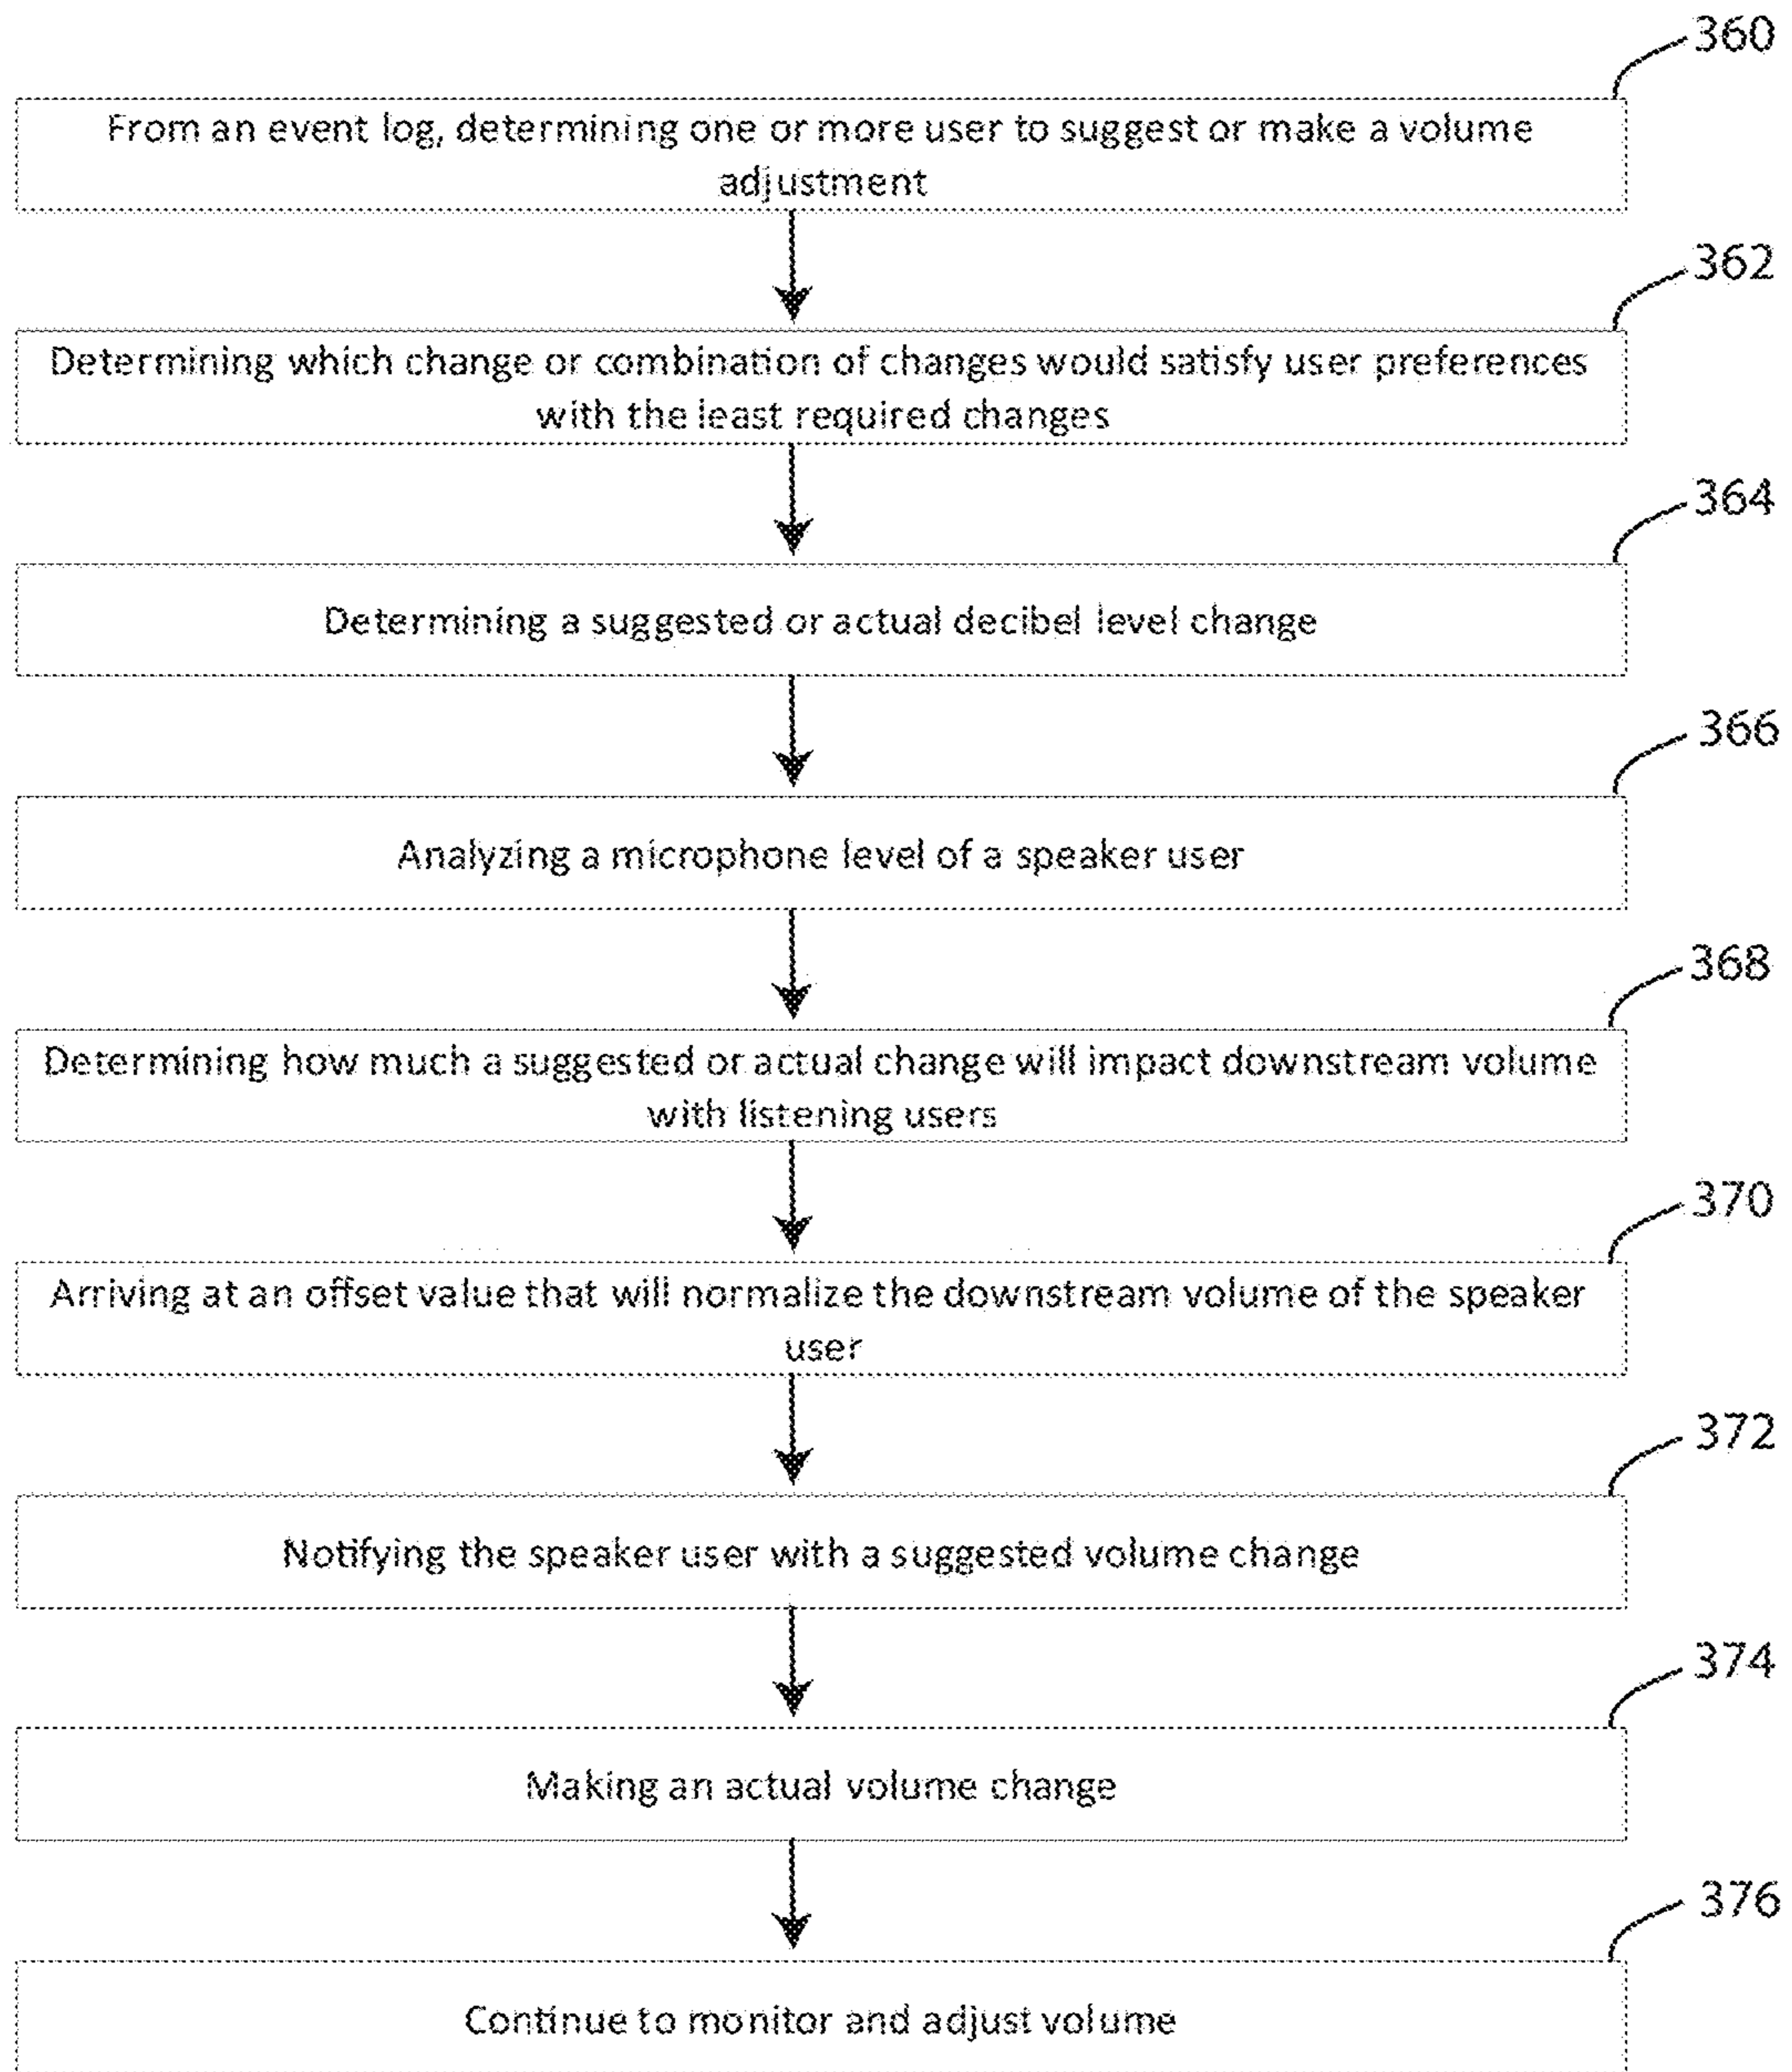 360
From an event log, determining one or more user to suggest or make a volume
adjustment
362
Determining which change or combination of changes would satisfy user preferences
with the least required changes
364
Determining a suggested or actual decibel level change
366
Analyzing a microphone level of a speaker user
368
Determining how much a suggested or actual change will impact downstream volume
with listening users
370
Arriving at an offset value that will normalize the downstream volume of the speaker
user
372
Notifying the speaker user with a suggested volume change
374
Making an actual volume change
376
Continue to monitor and adjust volume